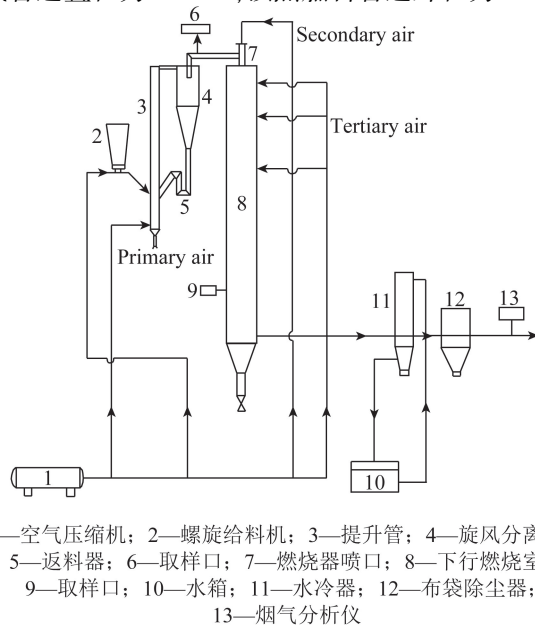 6
Secondary air
7
3
4
Tertiary air
2
5
8
Primary air
9
11
12
13
1
10
—空气压缩机；2—螺旋给料机；3—提升管；4—旋风分离
5—返料器；6—取样口；7—燃烧器喷口；8—下行燃烧室
9—取样口；10—水箱；11—水冷器；12—布袋除尘器；
13—烟气分析仪